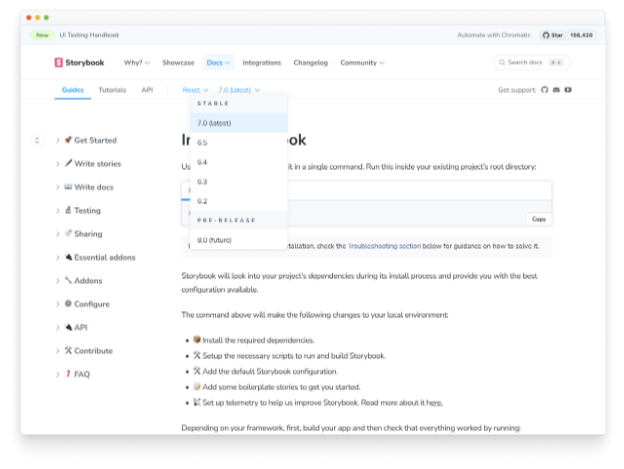 New UI Testing Handbook Automate with Chromatic Star
Storybook Why? Showcase Docs Integrations Changelog Community Search docs
Guides Tutorials API React 7.0 (latest) Get support:
STABLE
7.0 (latest)
6.5
6.4
6.3
6.2
PRE-RELEASE
8.0 (future)
Get Started
Write stories
Write docs
Testing
Sharing
Essential addons
Addons
Configure
API
Contribute
? FAQ
In ook
Us it in a single command. Run this inside your existing project's root directory:
Copy
tallation, check the Troubleshooting section below for guidance on how to solve it.
Storybook will look into your project's dependencies during its install process and provide you with the best
configuration available.
The command above will make the following changes to your local environment:
• Install the required dependencies.
• Setup the necessary scripts to run and build Storybook.
• Add the default Storybook configuration.
• Add some boilerplate stories to get you started.
• Set up telemetry to help us improve Storybook. Read more about it here.
Depending on your framework, first, build your app and then check that everything worked by running: